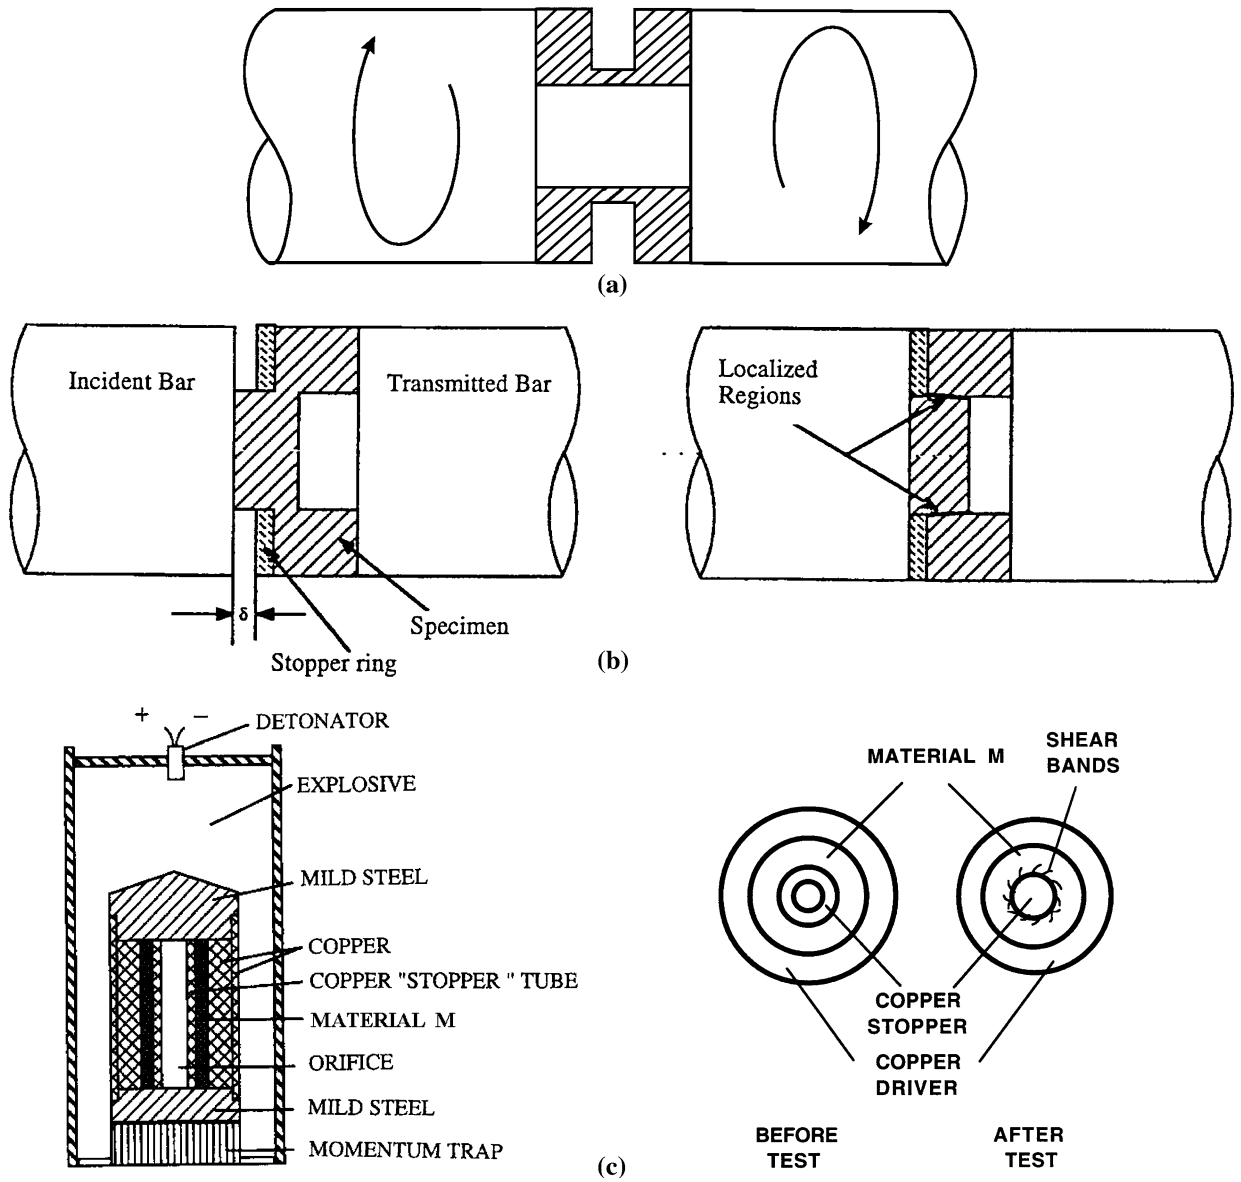 (a)
Incident Bar
Transmitted Bar
δ
Stopper ring
Specimen
Localized
Regions
(b)
+ −
DETONATOR
EXPLOSIVE
MILD STEEL
COPPER
COPPER "STOPPER " TUBE
MATERIAL M
ORIFICE
MILD STEEL
MOMENTUM TRAP
MATERIAL M
SHEAR
BANDS
COPPER
STOPPER
COPPER
DRIVER
BEFORE
TEST
AFTER
TEST
(c)